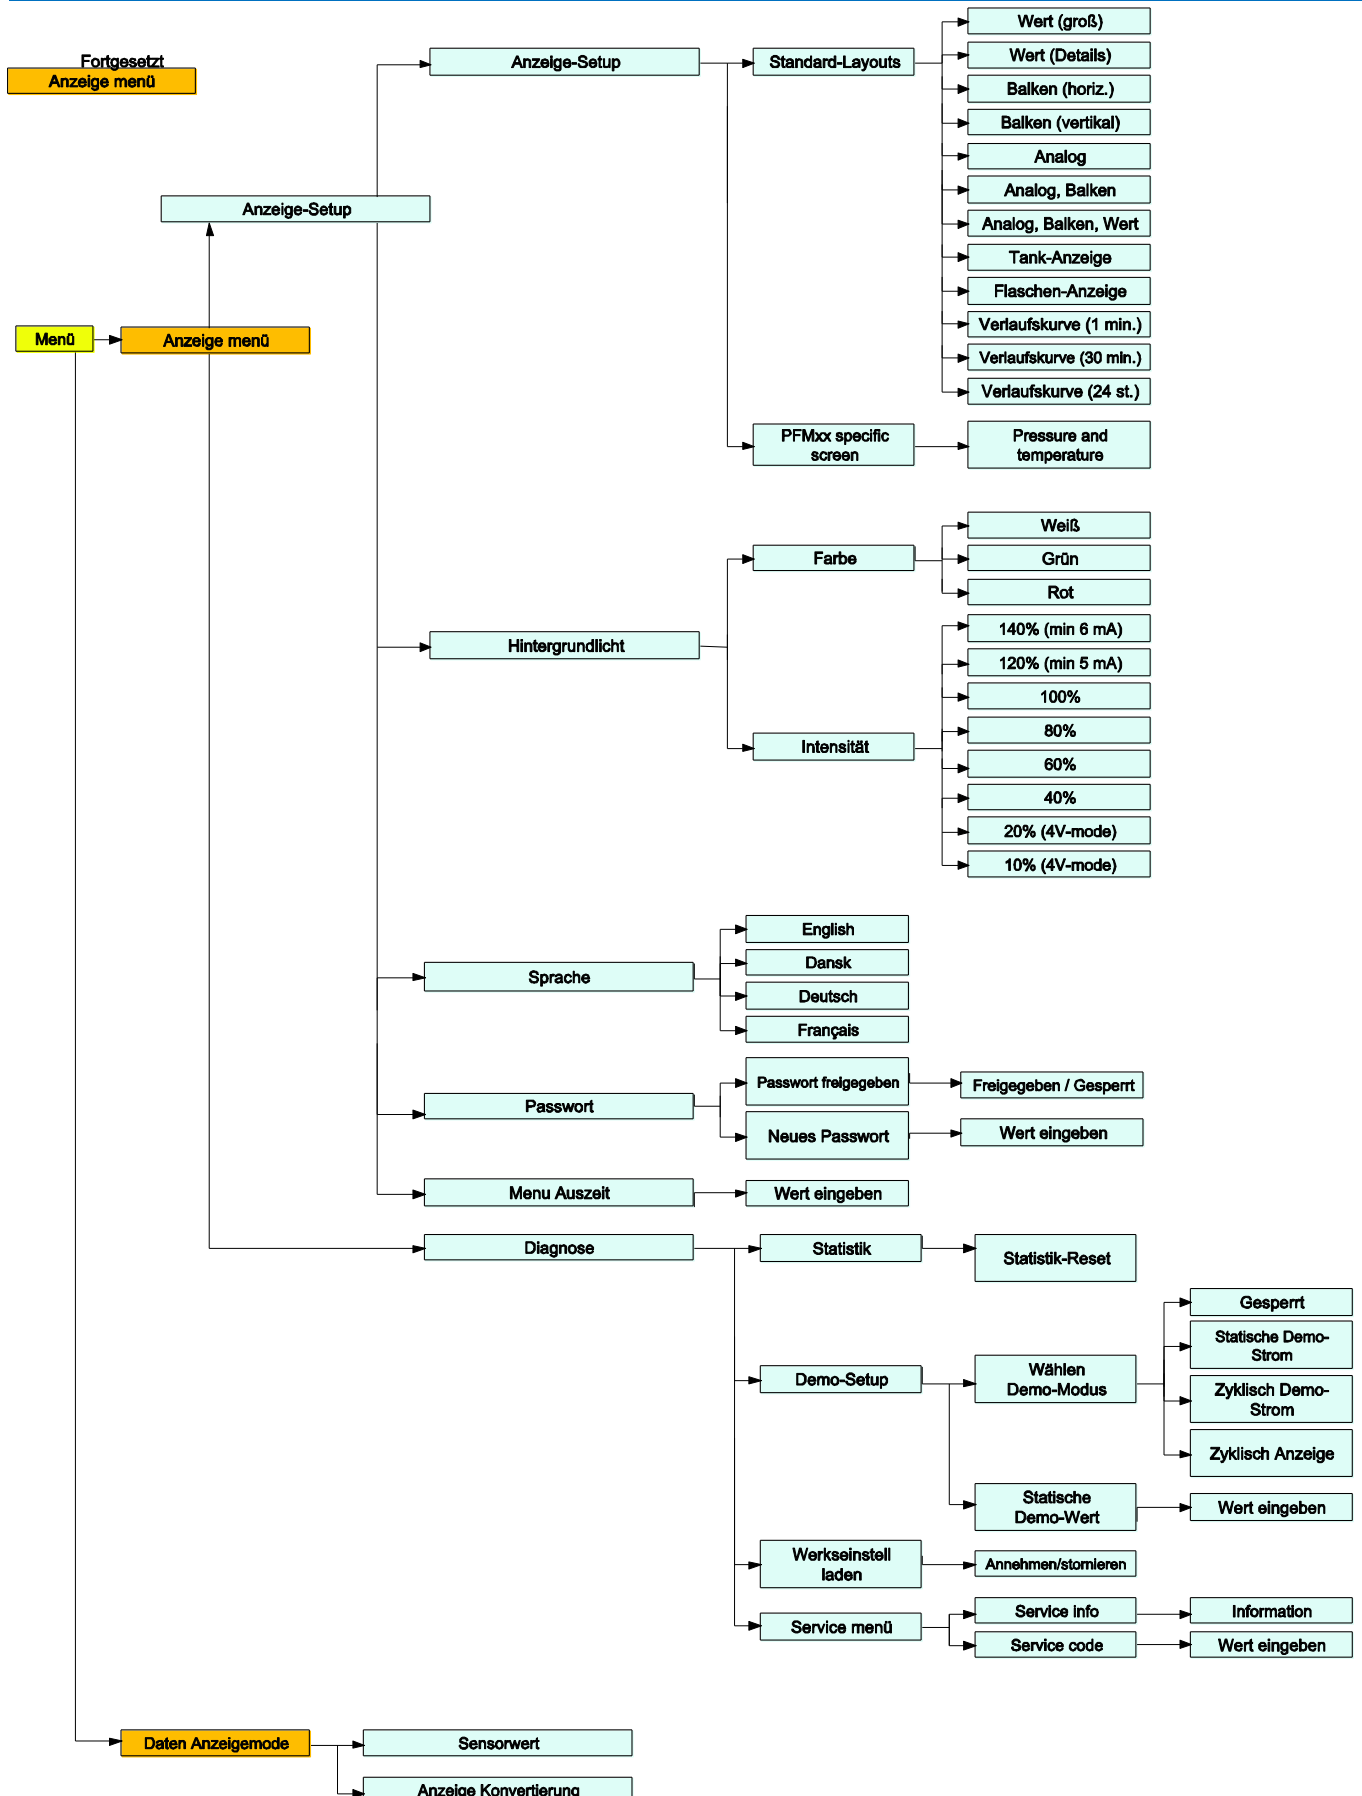 Fortgesetzt
Anzeige menü
Menü
Anzeige menü
Anzeige-Setup
Anzeige-Setup
Standard-Layouts
Wert (groß)
Wert (Details)
Balken (horiz.)
Balken (vertikal)
Analog
Analog, Balken
Analog, Balken, Wert
Tank-Anzeige
Flaschen-Anzeige
Verlaufskurve (1 min.)
Verlaufskurve (30 min.)
Verlaufskurve (24 st.)
PFMxx specific
screen
Pressure and
temperature
Hintergrundlicht
Farbe
Weiß
Grün
Rot
Intensität
140% (min 6 mA)
120% (min 5 mA)
100%
80%
60%
40%
20% (4V-mode)
10% (4V-mode)
Sprache
English
Dansk
Deutsch
Français
Passwort
Passwort freigegeben
Freigegeben / Gesperrt
Neues Passwort
Wert eingeben
Menu Auszeit
Wert eingeben
Diagnose
Statistik
Statistik-Reset
Demo-Setup
Wählen
Demo-Modus
Gesperrt
Statische Demo-
Strom
Zyklisch Demo-
Strom
Zyklisch Anzeige
Statische
Demo-Wert
Wert eingeben
Werkseinstell
laden
Annehmen/stornieren
Service menü
Service info
Information
Service code
Wert eingeben
Daten Anzeigemode
Sensorwert
Anzeige Konvertierung